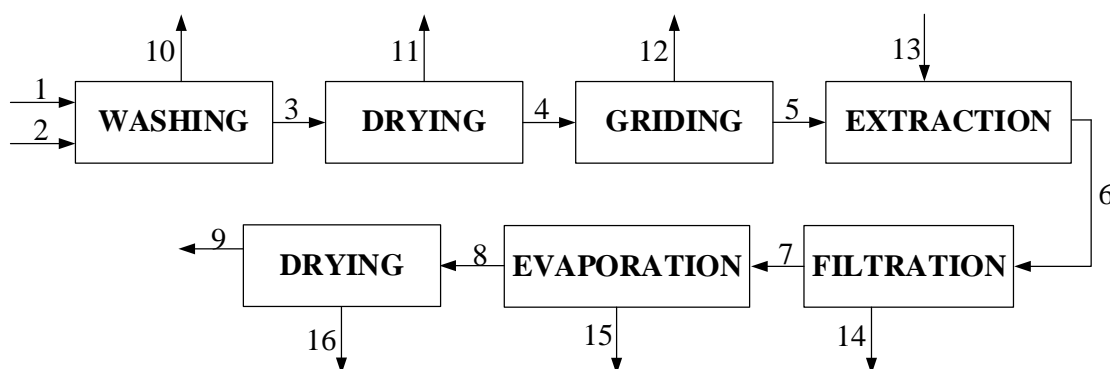 10 11 12 13
1
WASHING 3 DRYING 4 GRIDING 5 EXTRACTION
2
6
9 DRYING 8 EVAPORATION 7 FILTRATION
16 15 14